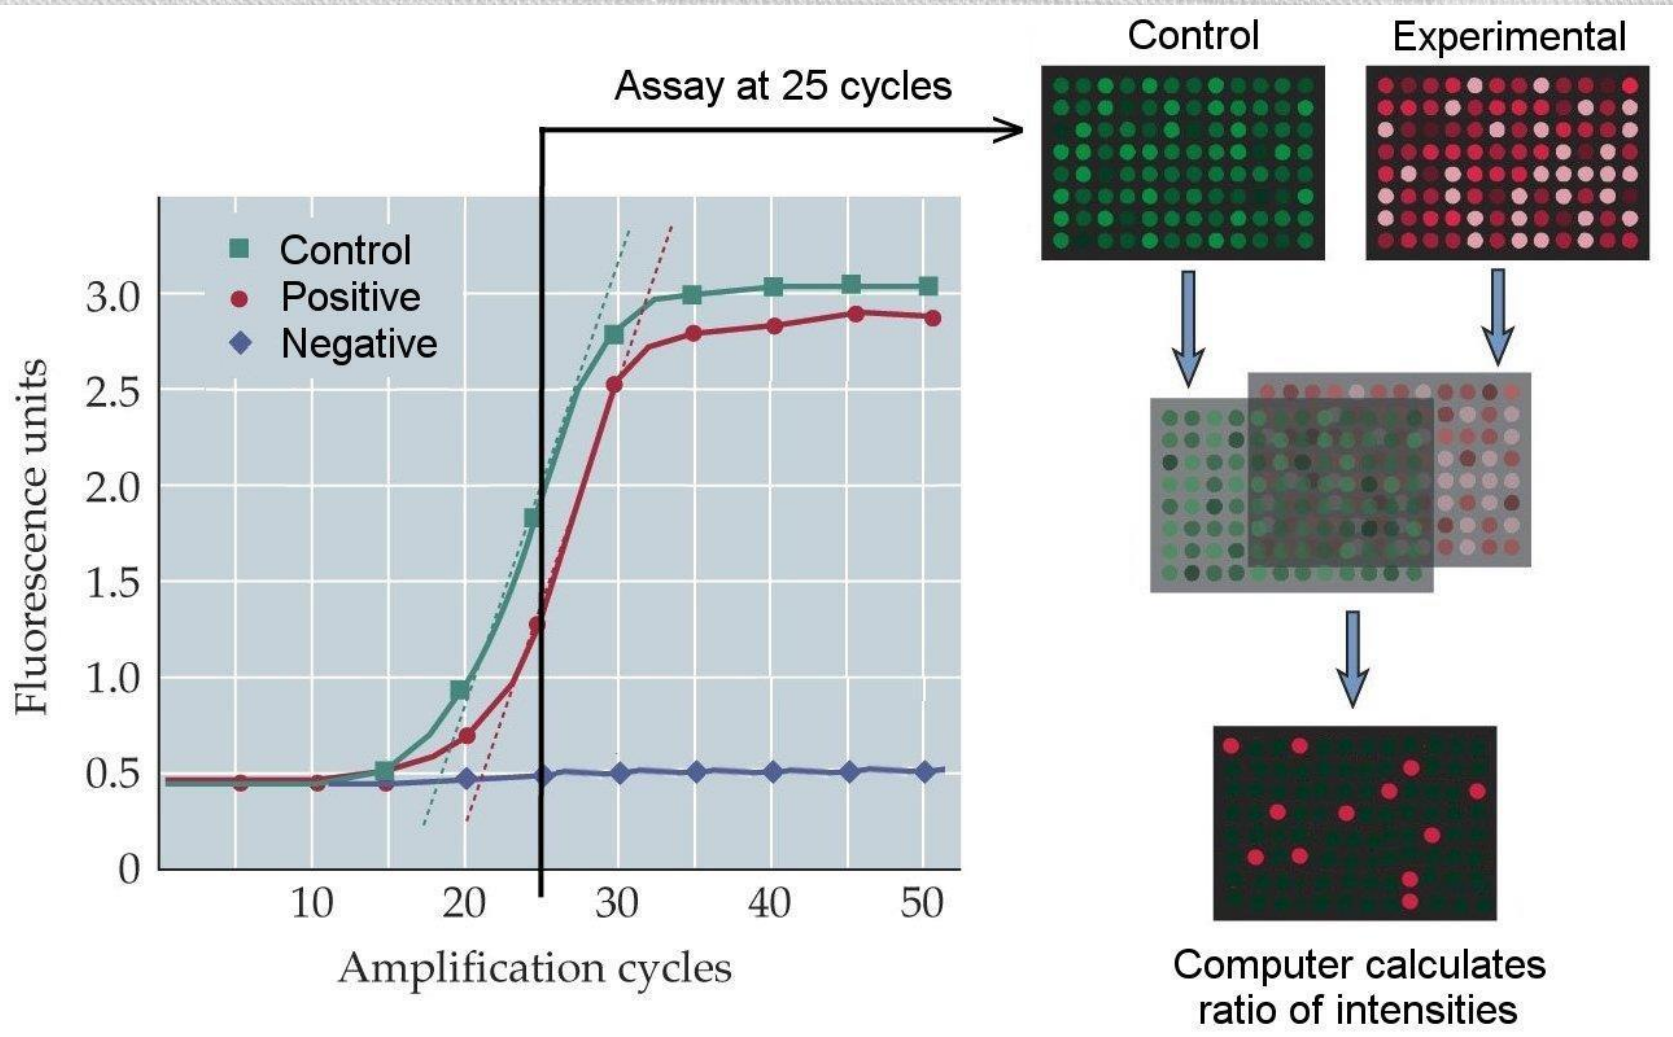 Control
Experimental
Assay at 25 cycles
Control
Positive
Negative
Fluorescence units
3.0
2.5
2.0
1.5
1.0
0.5
0
10
20
30
40
50
Amplification cycles
Computer calculates
ratio of intensities